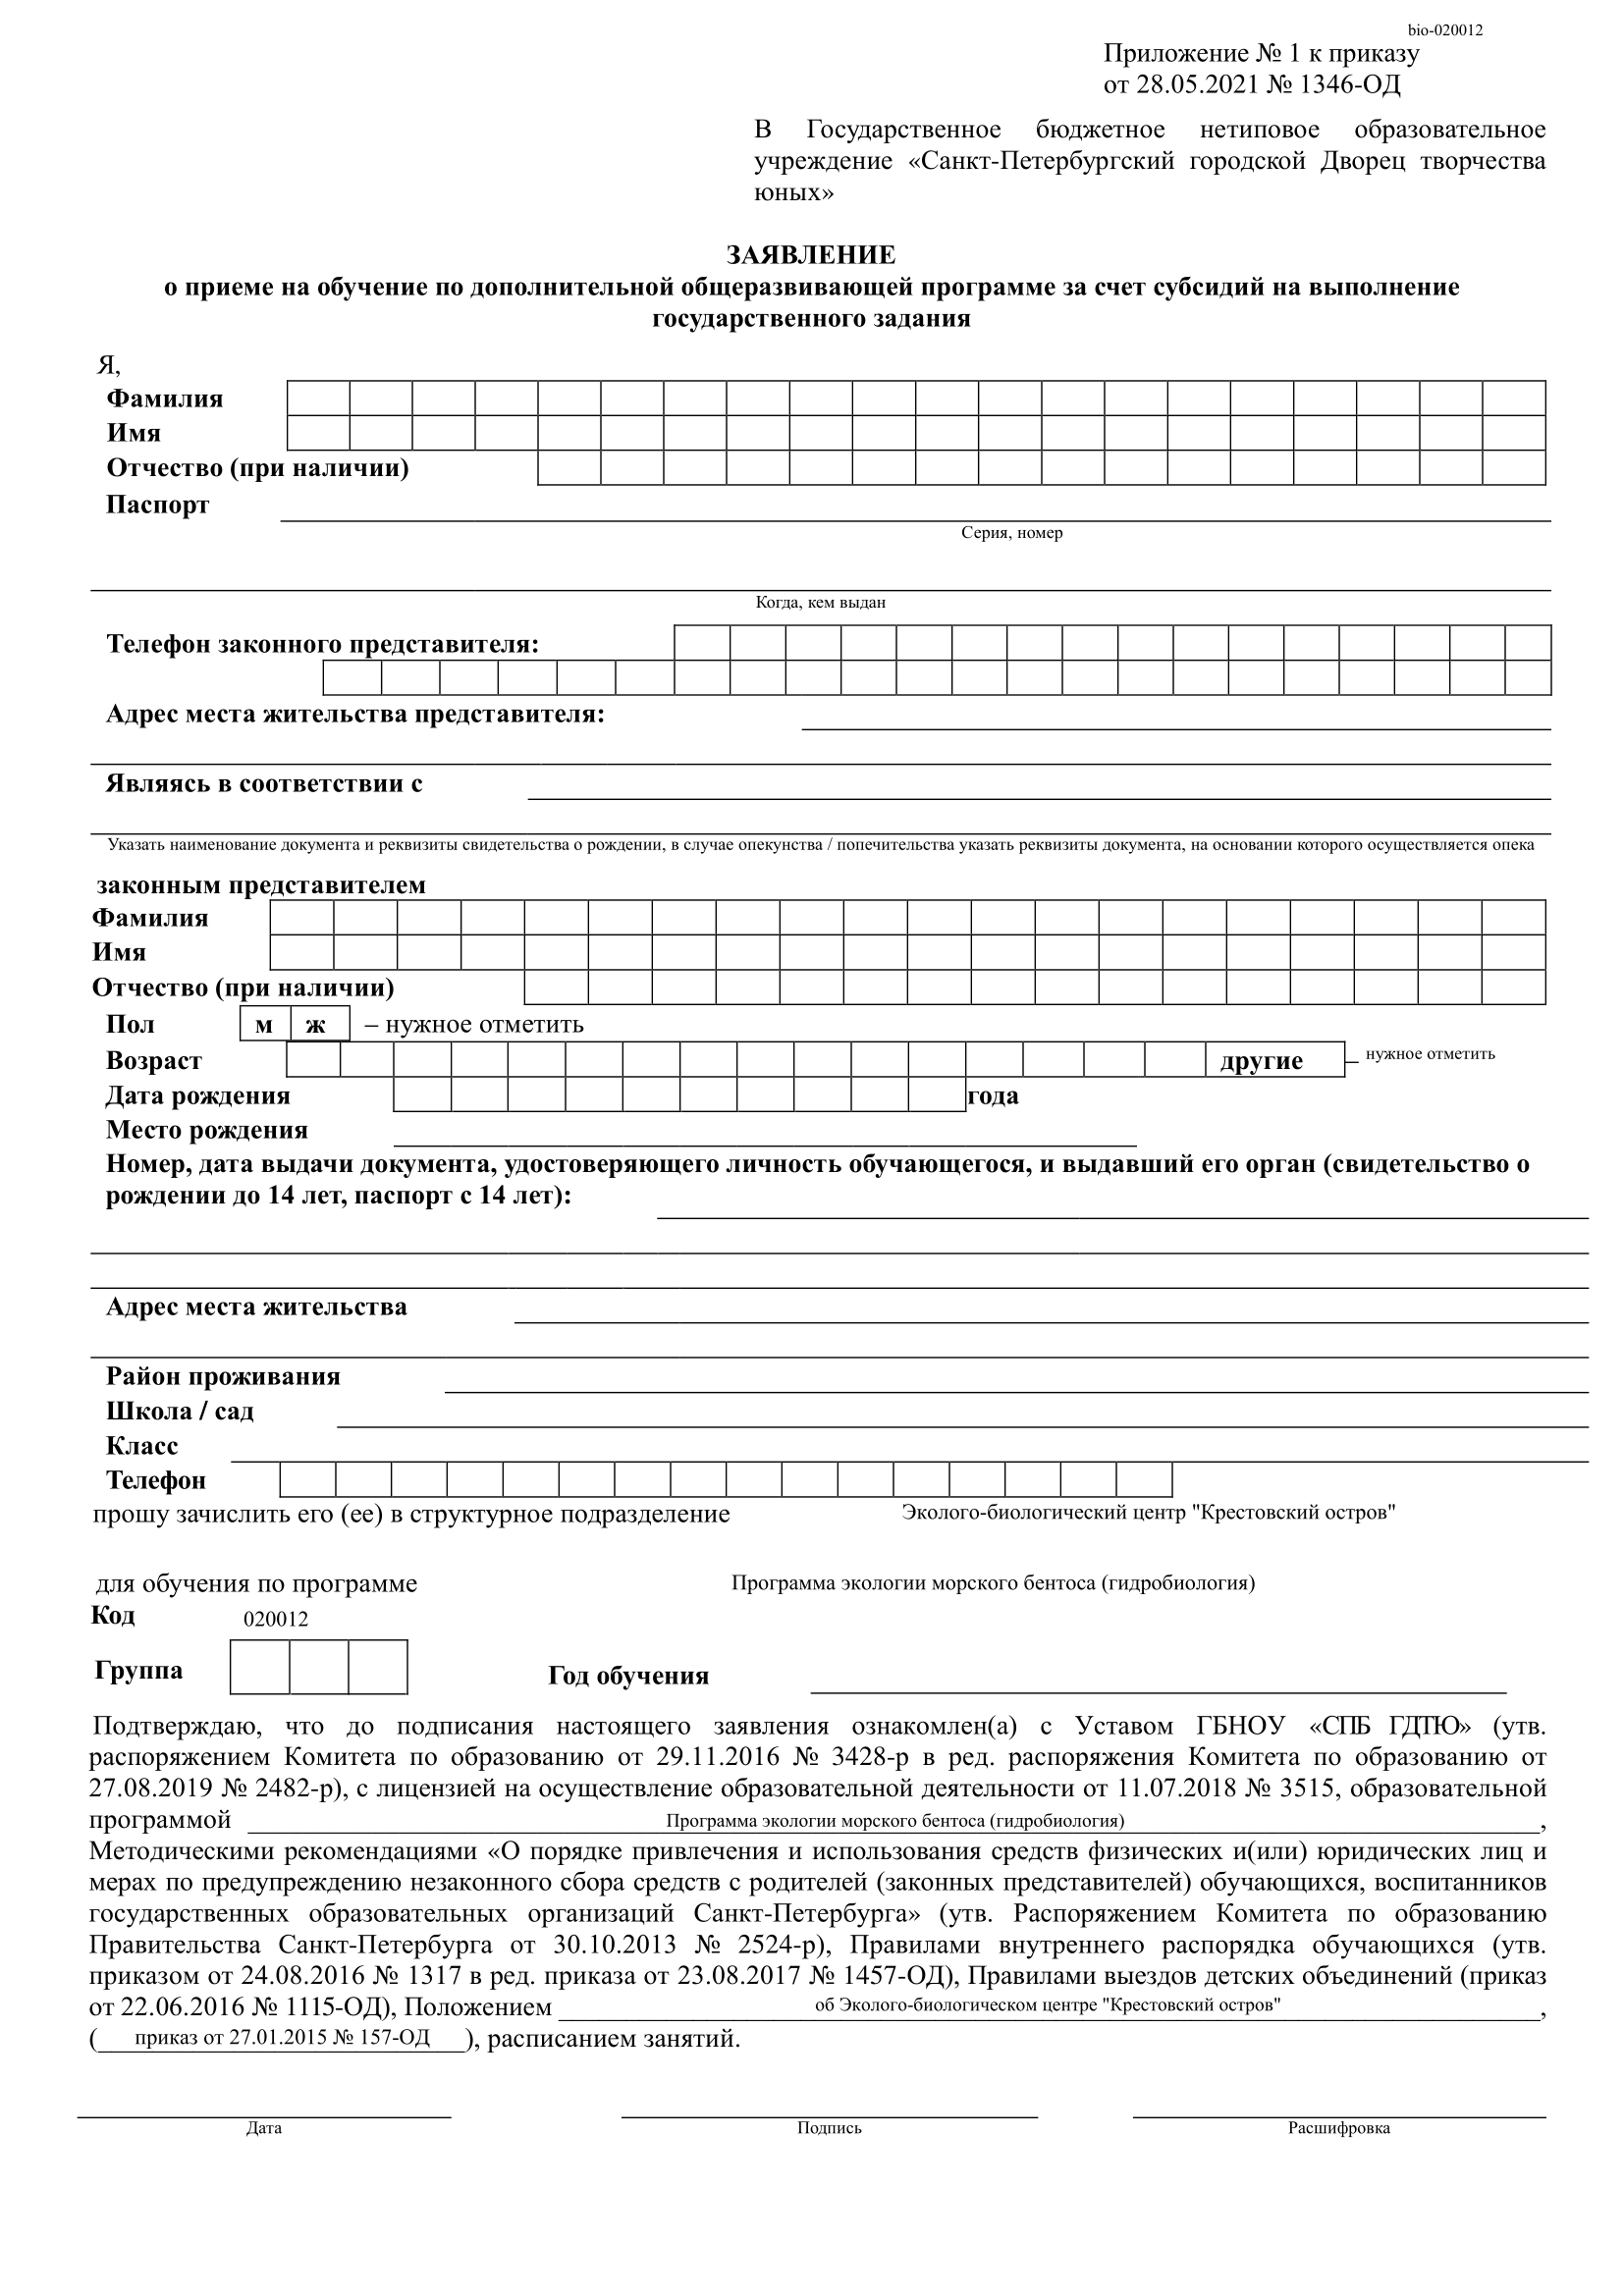 bio-020012
Приложение № 1 к приказу
от 28.05.2021 № 1346-ОД
В Государственное бюджетное нетиповое образовательное
учреждение «Санкт-Петербургский городской Дворец творчества
юных»
ЗАЯВЛЕНИЕ
о приеме на обучение по дополнительной общеразвивающей программе за счет субсидий на выполнение
государственного задания
Я,
Фамилия
Имя
Отчество (при наличии)
Паспорт
Серия, номер
Когда, кем выдан
Телефон законного представителя:
Адрес места жительства представителя:
Являясь в соответствии с
Указать наименование документа и реквизиты свидетельства о рождении, в случае опекунства / попечительства указать реквизиты документа, на основании которого осуществляется опека
законным представителем
Фамилия
Имя
Отчество (при наличии)
Пол м ж – нужное отметить
Возраст другие – нужное отметить
Дата рождения года
Место рождения
Номер, дата выдачи документа, удостоверяющего личность обучающегося, и выдавший его орган (свидетельство о
рождении до 14 лет, паспорт с 14 лет):
Адрес места жительства
Район проживания
Школа / сад
Класс
Телефон
прошу зачислить его (ее) в структурное подразделение Эколого-биологический центр "Крестовский остров"
для обучения по программе Программа экологии морского бентоса (гидробиология)
Код 020012
Группа Год обучения
Подтверждаю, что до подписания настоящего заявления ознакомлен(а) с Уставом ГБНОУ «СПБ ГДТЮ» (утв.
распоряжением Комитета по образованию от 29.11.2016 № 3428-р в ред. распоряжения Комитета по образованию от
27.08.2019 № 2482-р), с лицензией на осуществление образовательной деятельности от 11.07.2018 № 3515, образовательной
программой Программа экологии морского бентоса (гидробиология) ,
Методическими рекомендациями «О порядке привлечения и использования средств физических и(или) юридических лиц и
мерах по предупреждению незаконного сбора средств с родителей (законных представителей) обучающихся, воспитанников
государственных образовательных организаций Санкт-Петербурга» (утв. Распоряжением Комитета по образованию
Правительства Санкт-Петербурга от 30.10.2013 № 2524-р), Правилами внутреннего распорядка обучающихся (утв.
приказом от 24.08.2016 № 1317 в ред. приказа от 23.08.2017 № 1457-ОД), Правилами выездов детских объединений (приказ
от 22.06.2016 № 1115-ОД), Положением об Эколого-биологическом центре "Крестовский остров" ,
( приказ от 27.01.2015 № 157-ОД ), расписанием занятий.
Дата Подпись Расшифровка